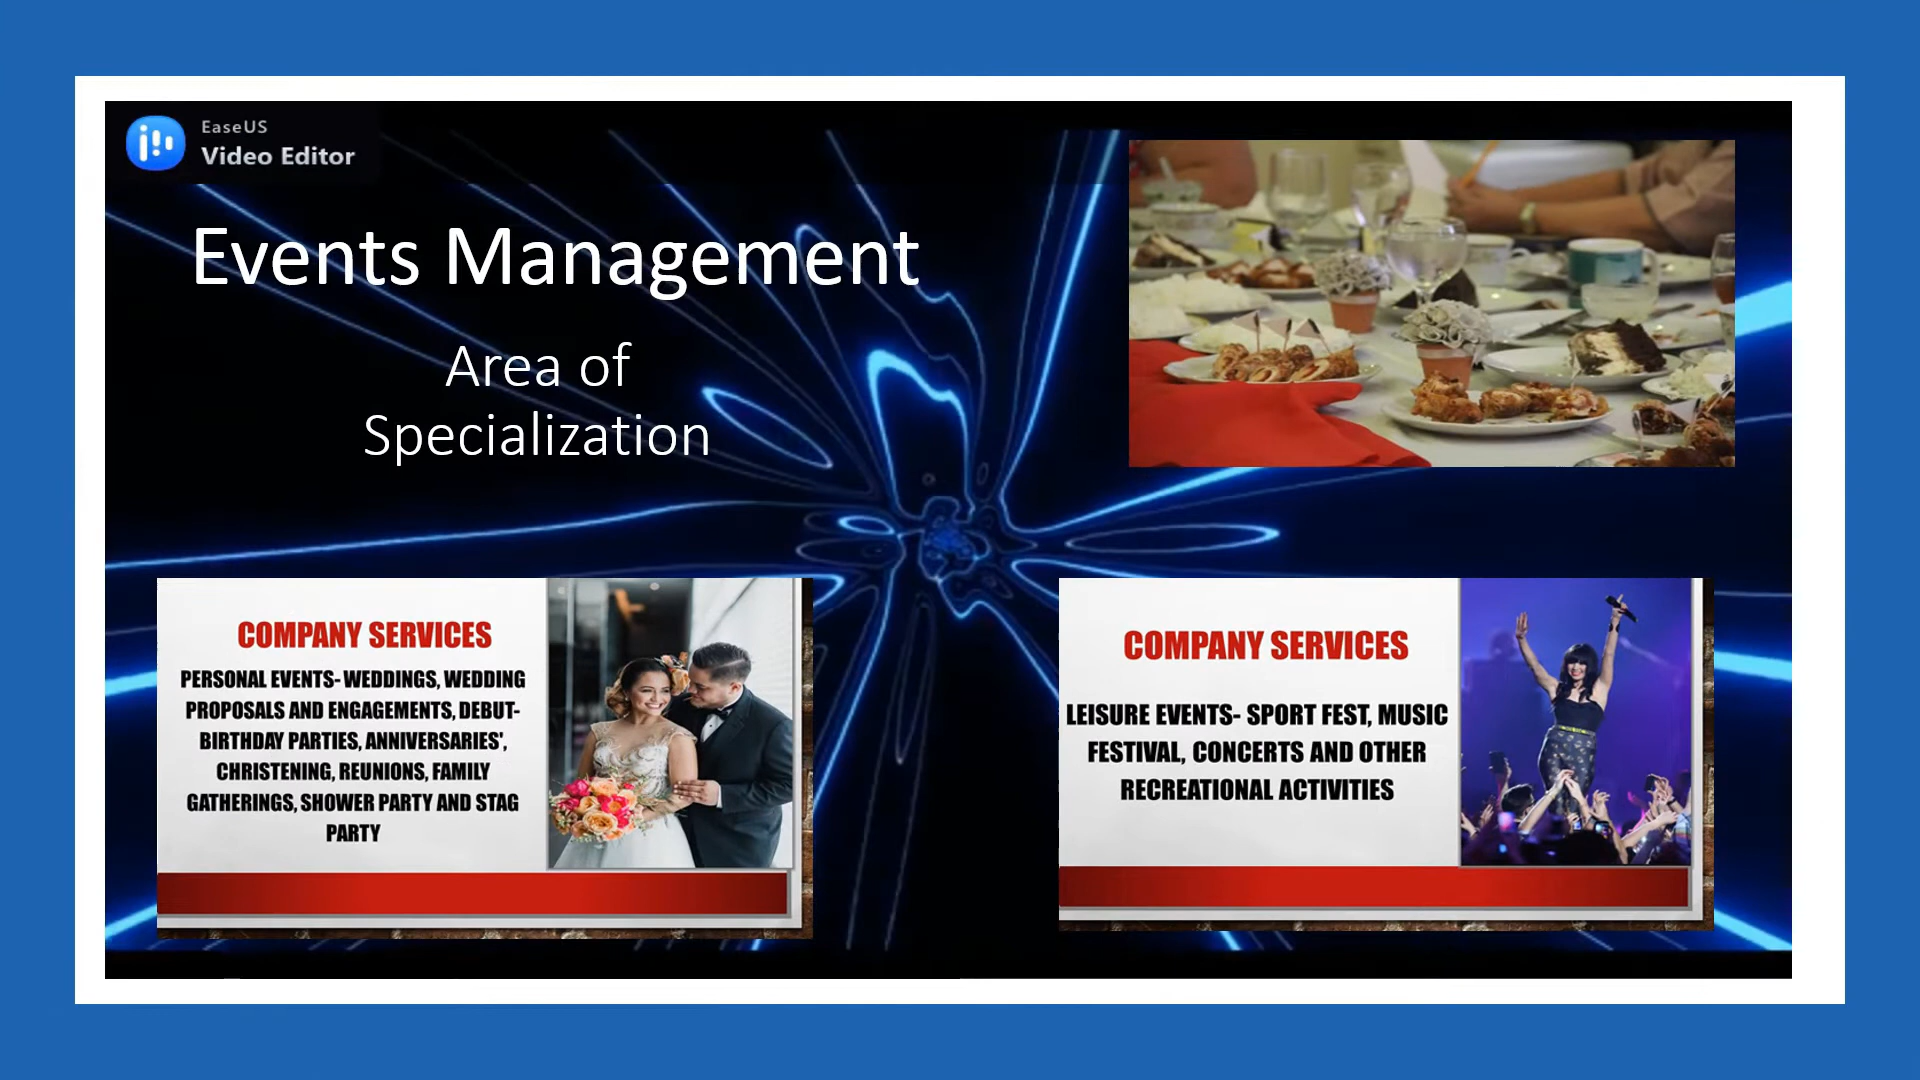 EaseUS
Video Editor
Events Management
Area of
Specialization
COMPANY SERVICES
PERSONAL EVENTS- WEDDINGS, WEDDING
PROPOSALS AND ENGAGEMENTS, DEBUT-
BIRTHDAY PARTIES, ANNIVERSARIES',
CHRISTENING, REUNIONS, FAMILY
GATHERINGS, SHOWER PARTY AND STAG
PARTY
COMPANY SERVICES
LEISURE EVENTS- SPORT FEST, MUSIC
FESTIVAL, CONCERTS AND OTHER
RECREATIONAL ACTIVITIES